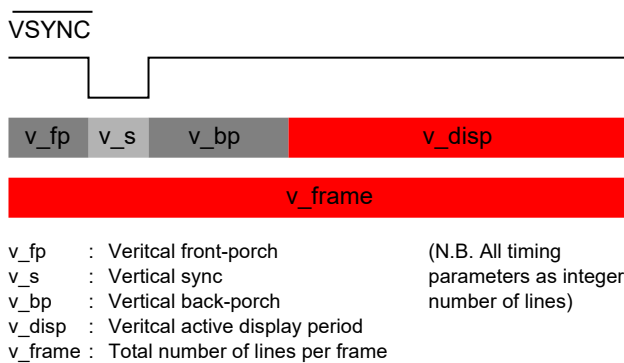 VSYNC
v_fp v_s v_bp v_disp
v_frame
v_fp : Veritcal front-porch
v_s : Vertical sync
v_bp : Vertical back-porch
v_disp : Veritcal active display period
v_frame : Total number of lines per frame
(N.B. All timing
parameters as integer
number of lines)